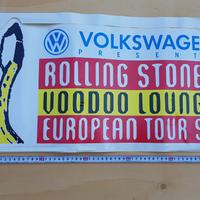 VOLKSWAGE
PRESENT
ROLLING STONE
VOODOO LOUNG
EUROPEAN TOUR S